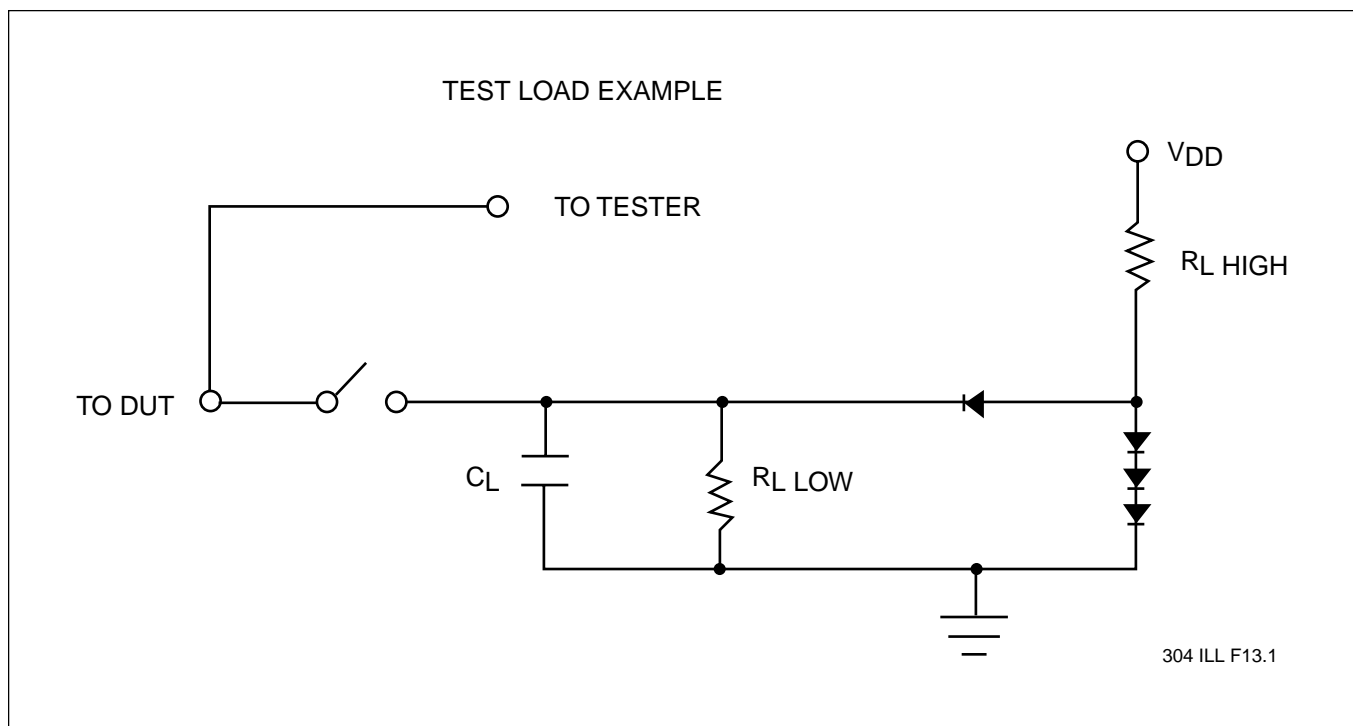 TEST LOAD EXAMPLE
VDD
TO TESTER
RL HIGH
TO DUT
CL
RL LOW
304 ILL F13.1